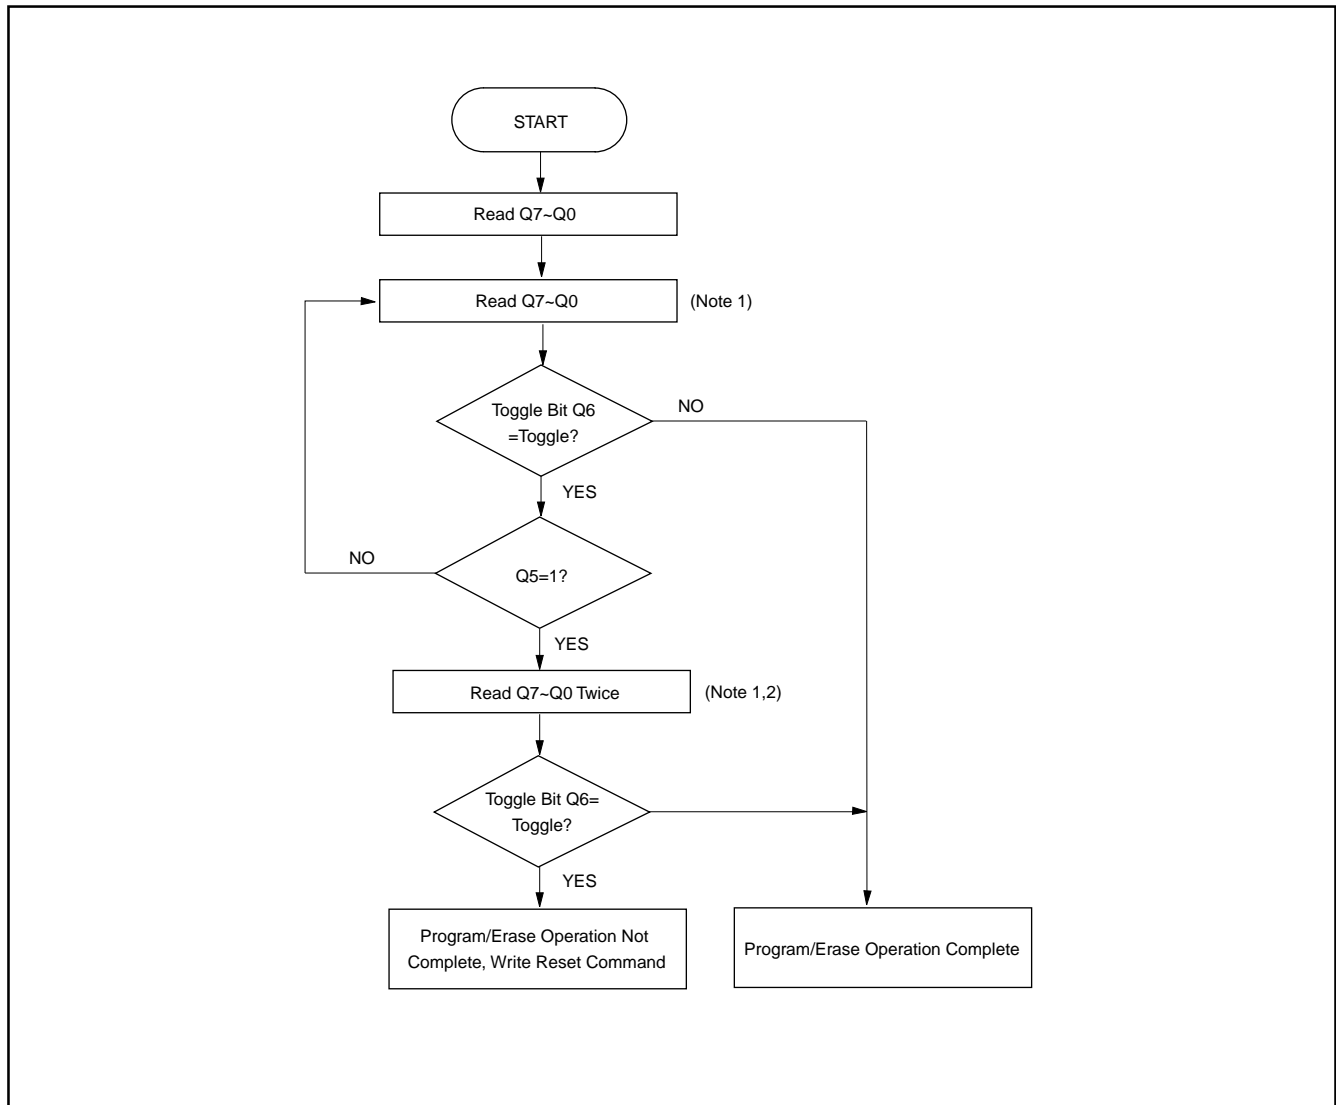 START
Read Q7~Q0
Read Q7~Q0
(Note 1)
Toggle Bit Q6
=Toggle?
NO
YES
NO
Q5=1?
YES
Read Q7~Q0 Twice
(Note 1,2)
Toggle Bit Q6=
Toggle?
YES
Program/Erase Operation Not
Complete, Write Reset Command
Program/Erase Operation Complete